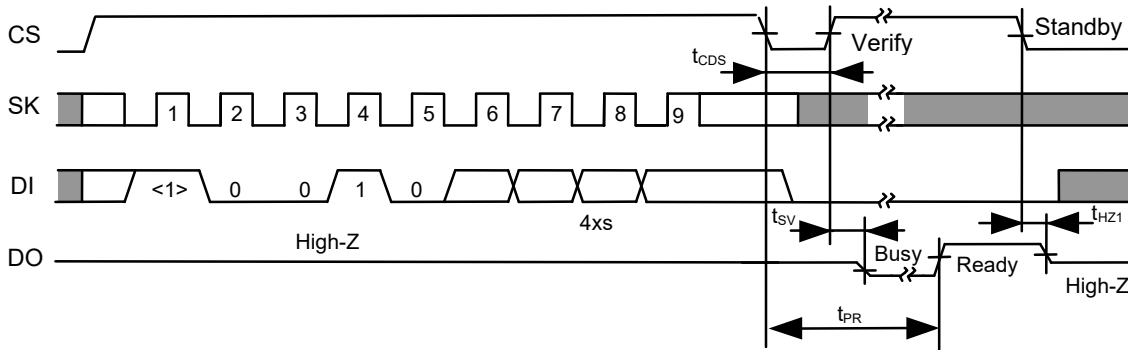 CS
Verify
Standby
tCDS
SK
1 2 3 4 5 6 7 8 9
DI
<1> 0 0 1 0
4xs
tSV
tHZ1
High-Z
DO
Busy
Ready
High-Z
tPR